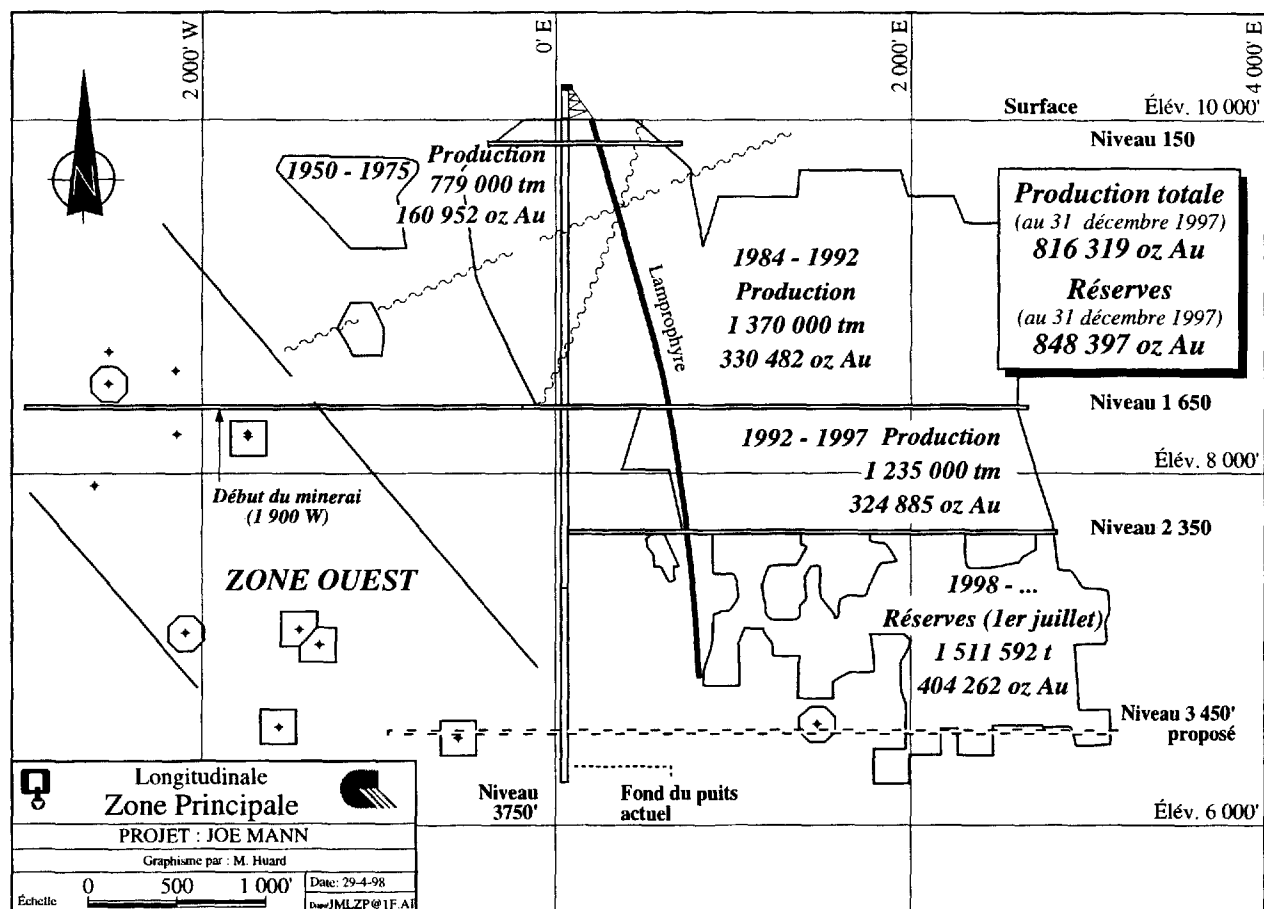 2 000' W
0' E
2 000' E
4 000' E
Surface
Élév. 10 000'
Niveau 150
1950 - 1975
Production
779 000 tm
160 952 oz Au
N
Lamprophyre
1984 - 1992
Production
1 370 000 tm
330 482 oz Au
Production totale
(au 31 décembre 1997)
816 319 oz Au
Réserves
(au 31 décembre 1997)
848 397 oz Au
Niveau 1 650
1992 - 1997 Production
1 235 000 tm
324 885 oz Au
Élév. 8 000'
Début du minerai
(1 900 W)
Niveau 2 350
ZONE OUEST
1998 - ...
Réserves (1er juillet)
1 511 592 t
404 262 oz Au
Niveau 3 450'
proposé
Niveau
3750'
Fond du puits
actuel
Élév. 6 000'
Longitudinale
Zone Principale
PROJET : JOE MANN
Graphisme par : M. Huard
Échelle
0 500 1 000'
Date: 29-4-98
JMLZP@1F.AI